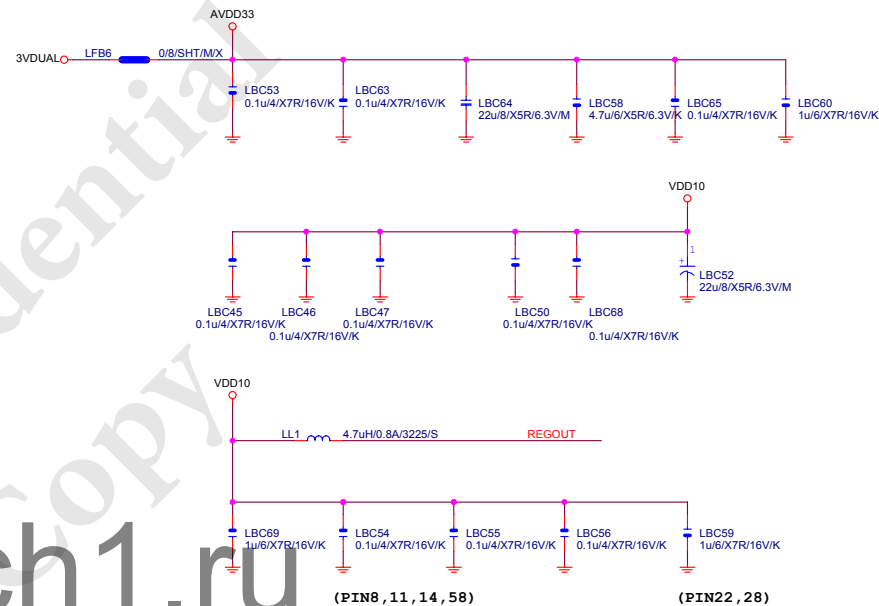 AVDD33
3VDUAL LFB6 0/8/SHT/M/X
LBC53
.1u/4/X7R/16V/K
LBC63
0.1u/4/X7R/16V/K
LBC64
22u/8/X5R/6.3V/M
LBC58
4.7u/6/X5R/6.3V/K
LBC65
0.1u/4/X7R/16V/K
LBC60
1u/6/X7R/16V/K
VDD10
1
+
LBC52
22u/8/X5R/6.3V/M
LBC45
0.1u/4/X7R/16V/K
LBC46
0.1u/4/X7R/16V/K
LBC47
0.1u/4/X7R/16V/K
LBC50
0.1u/4/X7R/16V/K
LBC68
0.1u/4/X7R/16V/K
VDD10
LL1 4.7uH/0.8A/3225/S REGOUT
LBC69
1u/6/X7R/16V/K
LBC54
0.1u/4/X7R/16V/K
LBC55
0.1u/4/X7R/16V/K
LBC56
0.1u/4/X7R/16V/K
LBC59
1u/6/X7R/16V/K
(PIN8,11,14,58) (PIN22,28)
dential
Copy
ch1.ru